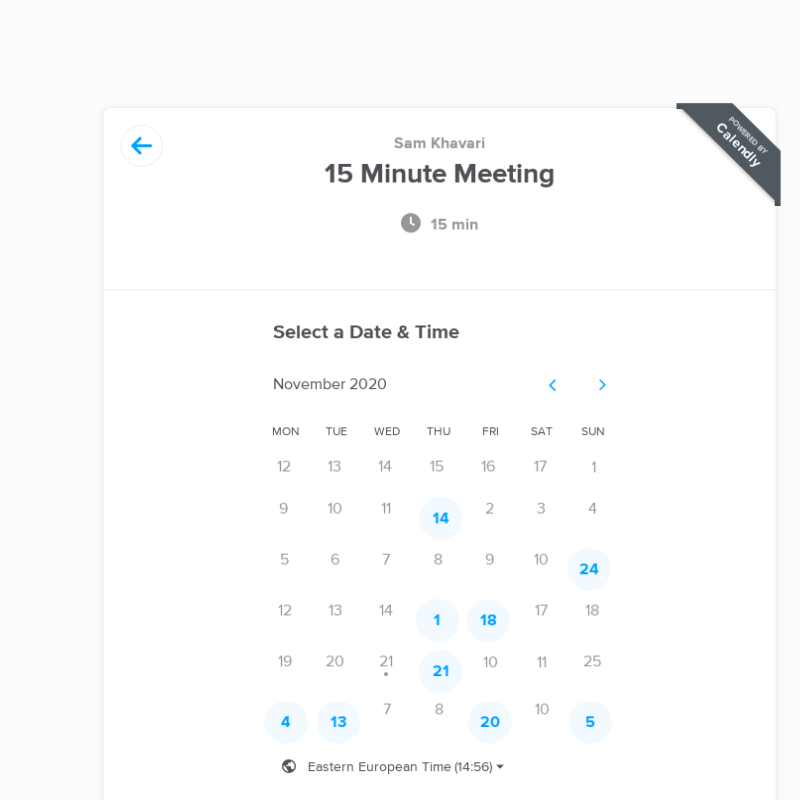 POWERED BY
Calendly
Sam Khavari
15 Minute Meeting
15 min
Select a Date & Time
November 2020
MON TUE WED THU FRI SAT SUN
12 13 14 15 16 17 1
9 10 11 14 2 3 4
5 6 7 8 9 10 24
12 13 14 1 18 17 18
19 20 21 21 10 11 25
4 13 7 8 20 10 5
Eastern European Time (14:56)